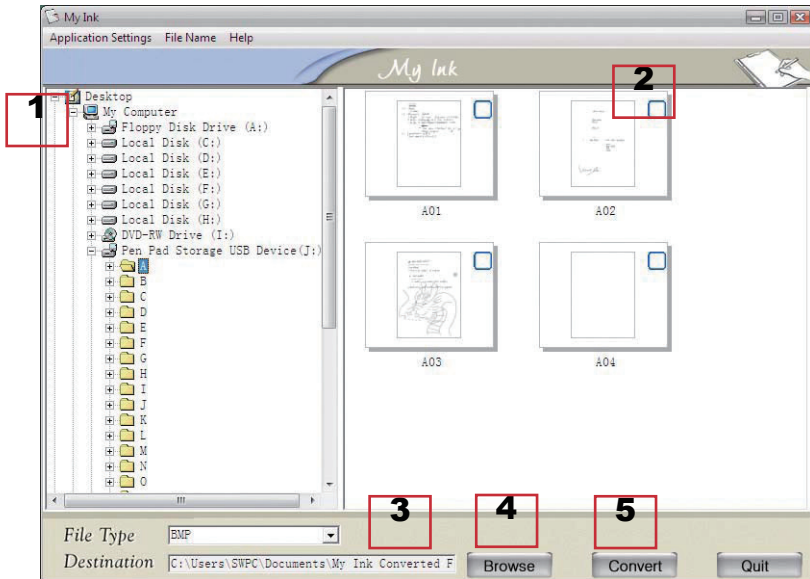 My Ink
Application Settings File Name Help
My Ink
1
2
Desktop
My Computer
Floppy Disk Drive (A:)
Local Disk (C:)
Local Disk (D:)
Local Disk (E:)
Local Disk (F:)
Local Disk (G:)
Local Disk (H:)
DVD-RW Drive (I:)
Pen Pad Storage USB Device(J:)
A
B
C
D
E
F
G
H
I
J
K
L
M
N
O
A01
A02
A03
A04
3
4
5
File Type BMP
Destination C:\Users\SWPC\Documents\My Ink Converted F
Browse
Convert
Quit